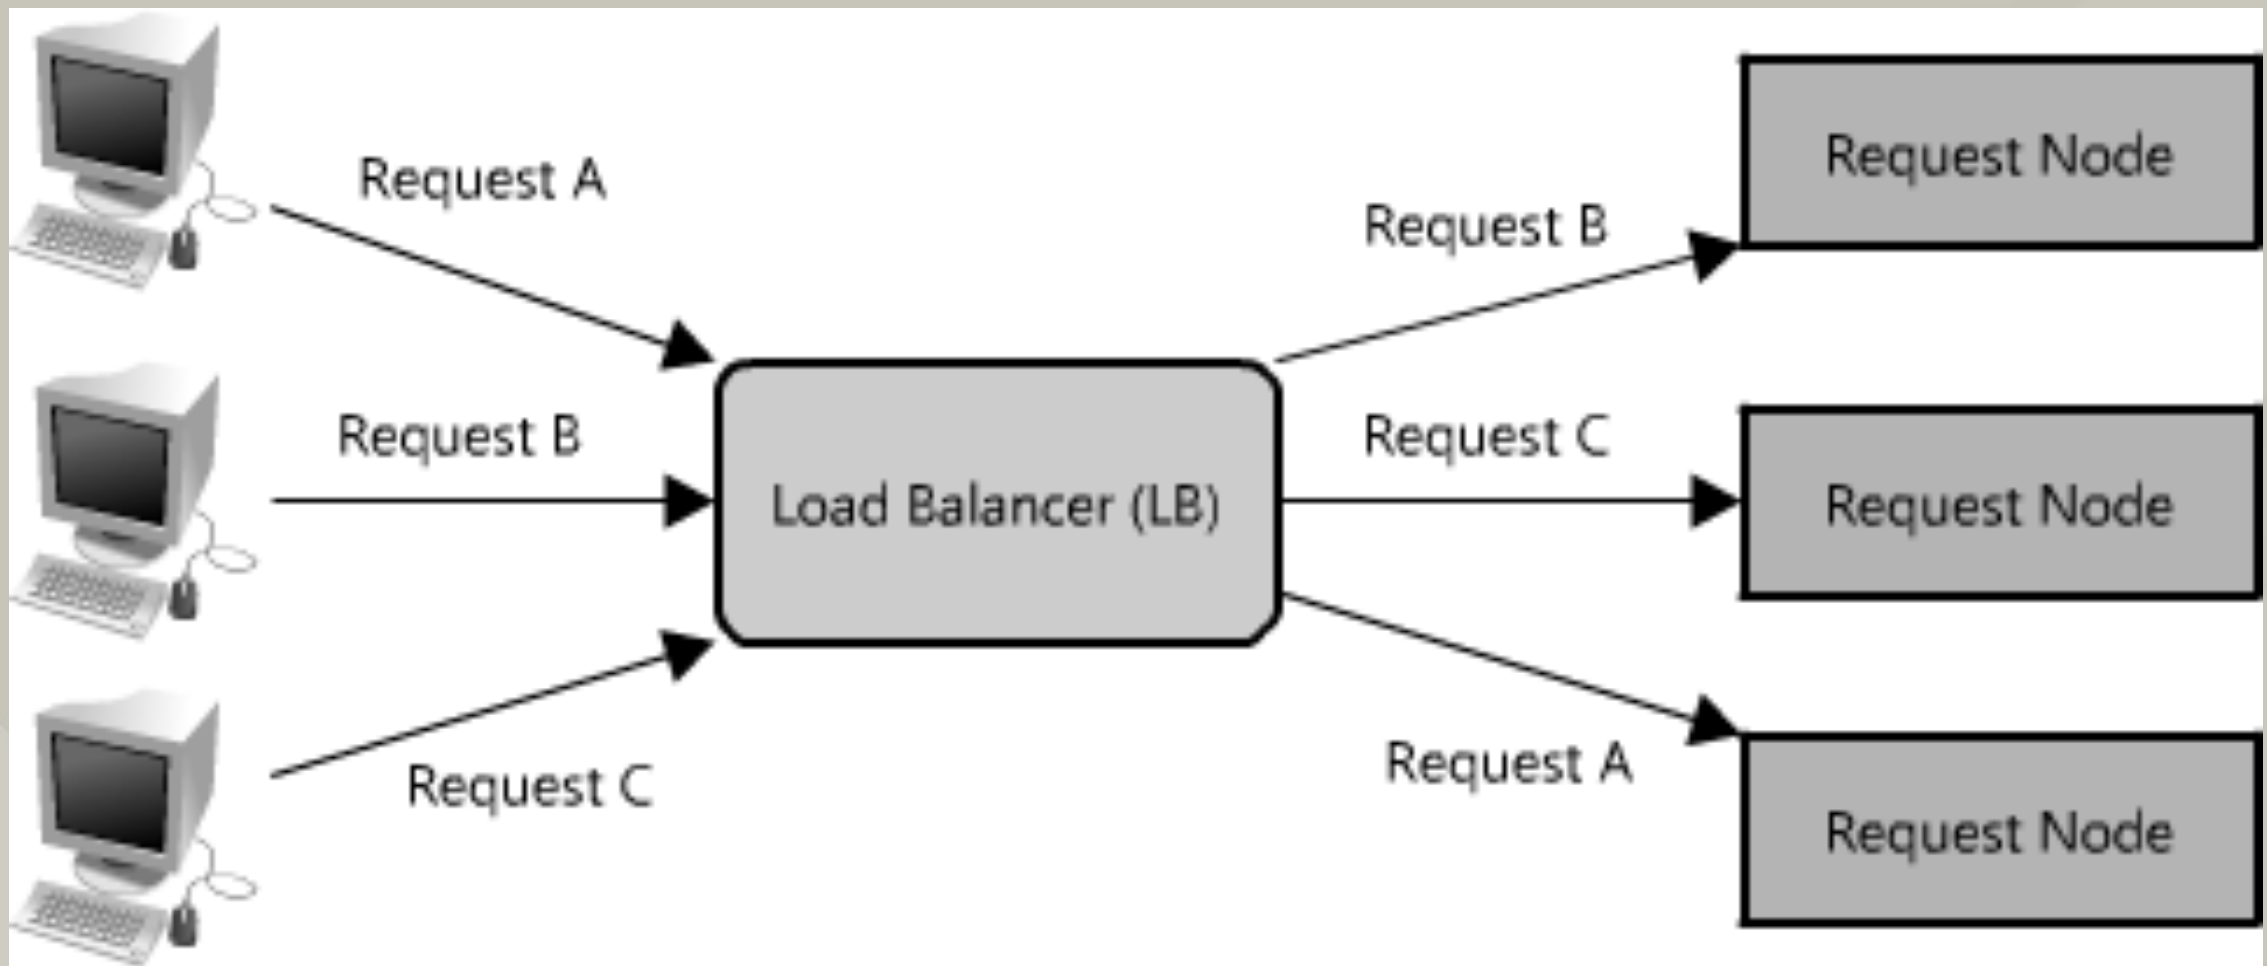 Request A
Request B
Request C
Load Balancer (LB)
Request B
Request C
Request A
Request Node
Request Node
Request Node